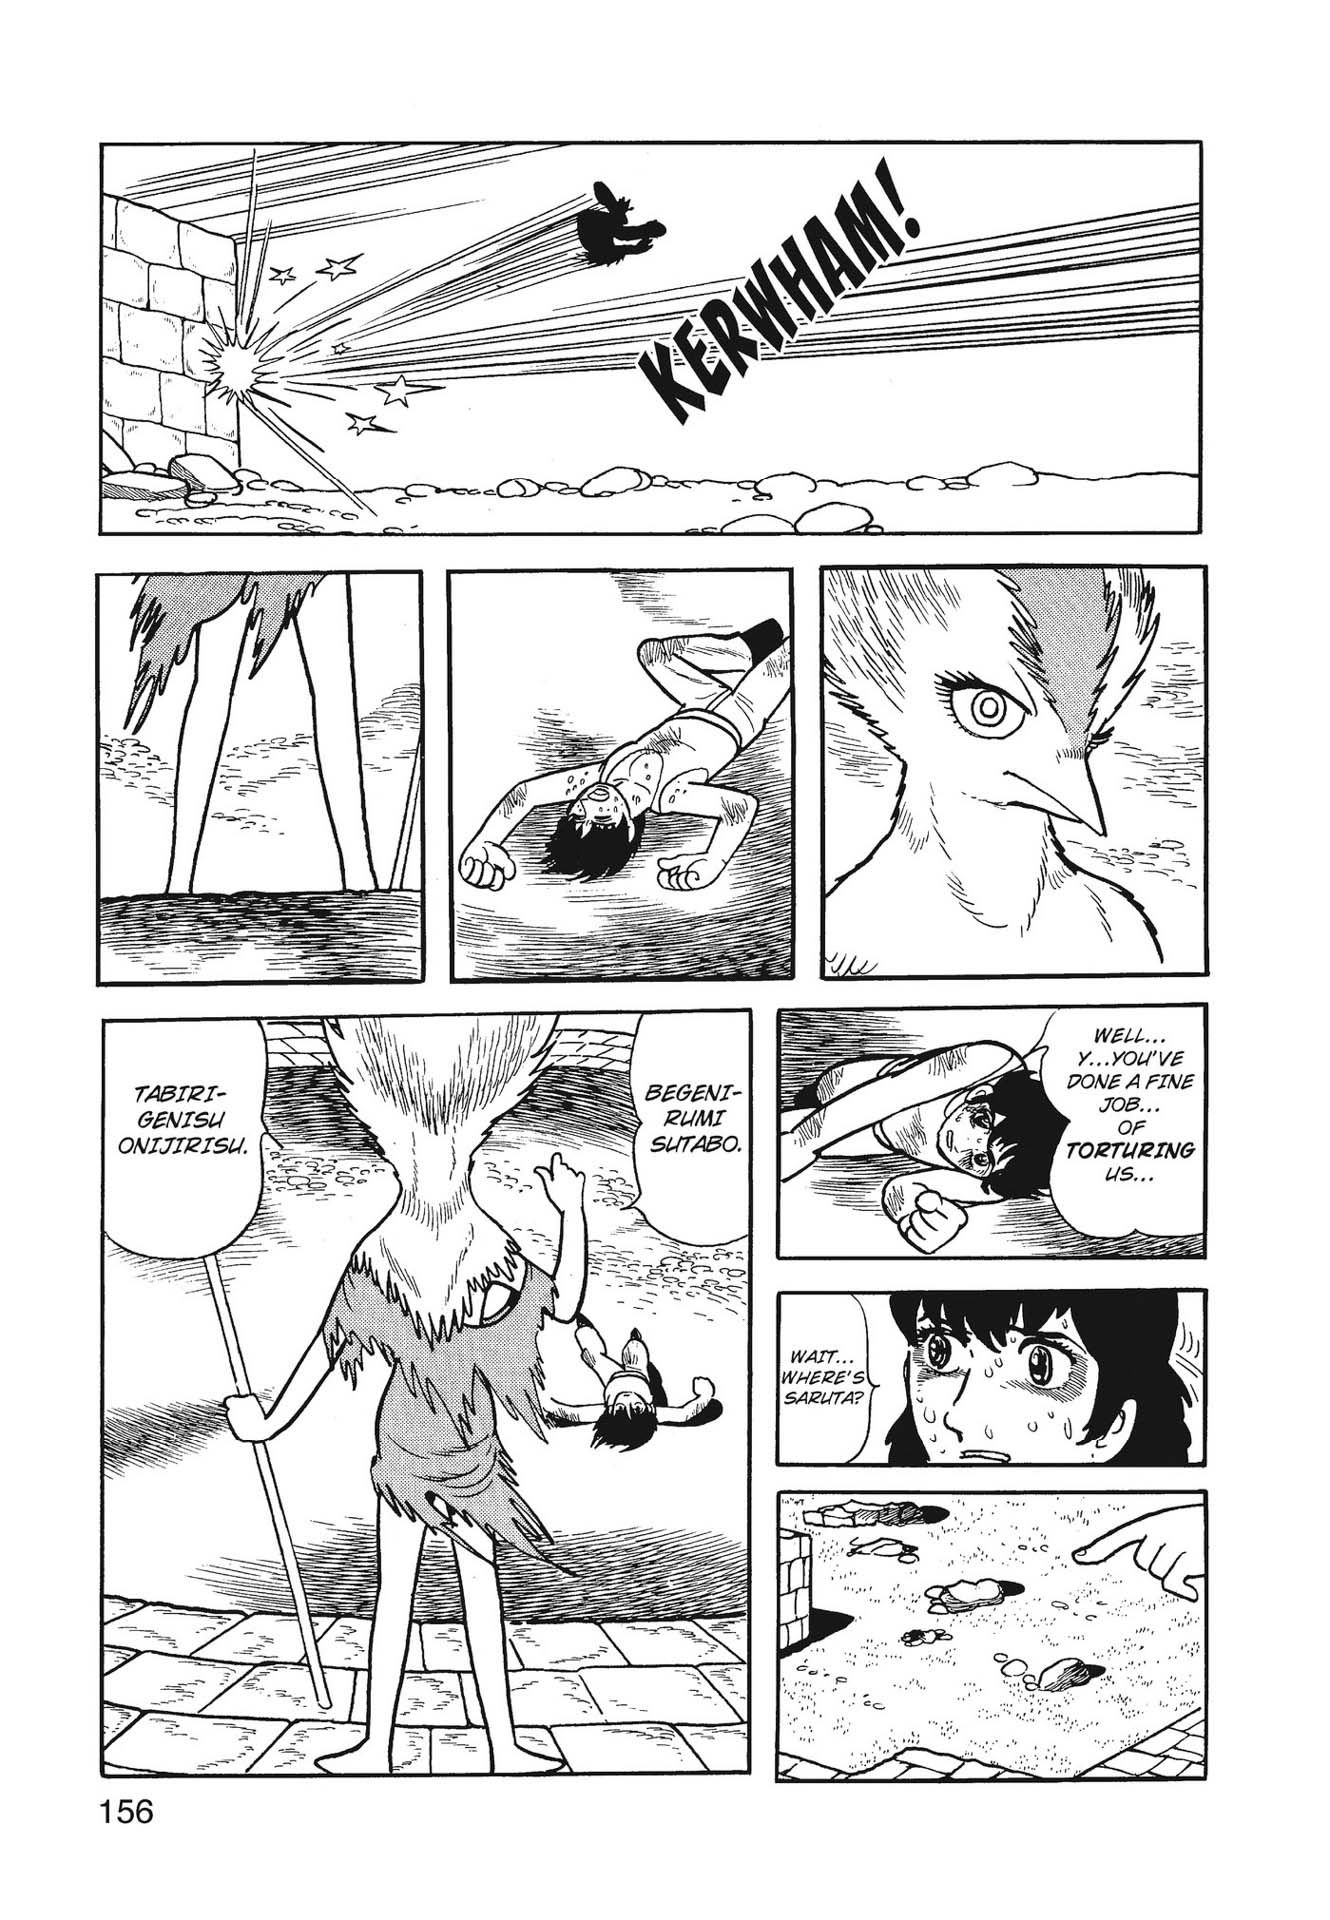 KERWHAM!
TABIRI-
GENISU
ONIJIRISU.
BEGENI-
RUMI
SUTABO.
WELL...
Y...YOU'VE
DONE A FINE
JOB...
OF
TORTURING
US...
WAIT...
WHERE'S
SARUTA?
156